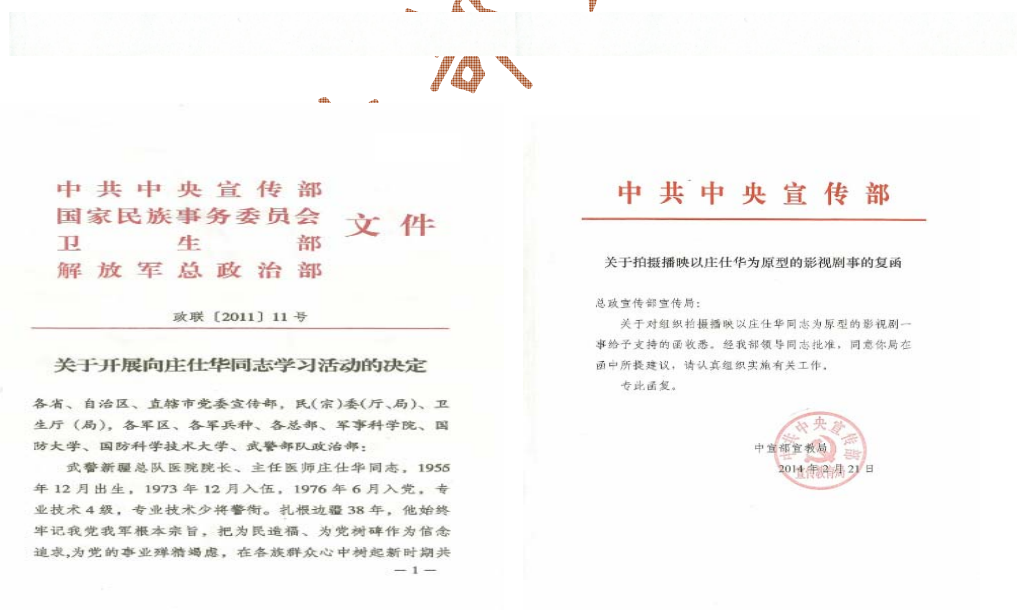 中共中央宣传部
国家民族事务委员会
卫生部
解放军总政治部
文件
政联〔2011〕11号
关于开展向庄仕华同志学习活动的决定
各省、自治区、直辖市党委宣传部，民(宗)委(厅、局)、卫
生厅（局），各军区、各军兵种、各总部、军事科学院、国
防大学、国防科学技术大学、武警部队政治部：
武警新疆总队医院院长、主任医师庄仕华同志，1955
年12月出生，1973年12月入伍，1976年6月入党，专
业技术4级，专业技术少将警衔。扎根边疆38年，他始终
牢记我党我军根本宗旨，把为民造福、为党树碑作为信念
追求,为党的事业殚精竭虑，在各族群众心中树起新时期共
— 1 —
中共中央宣传部
关于拍摄播映以庄仕华为原型的影视剧事的复函
总政宣传部宣传局：
关于对组织拍摄播映以庄仕华同志为原型的影视剧一
事给予支持的函收悉。经我部领导同志批准，同意你局在
函中所提建议，请认真组织实施有关工作。
专此函复。
中宣部宣教局
2014年2月21日
中共中央宣传部
宣传教育局